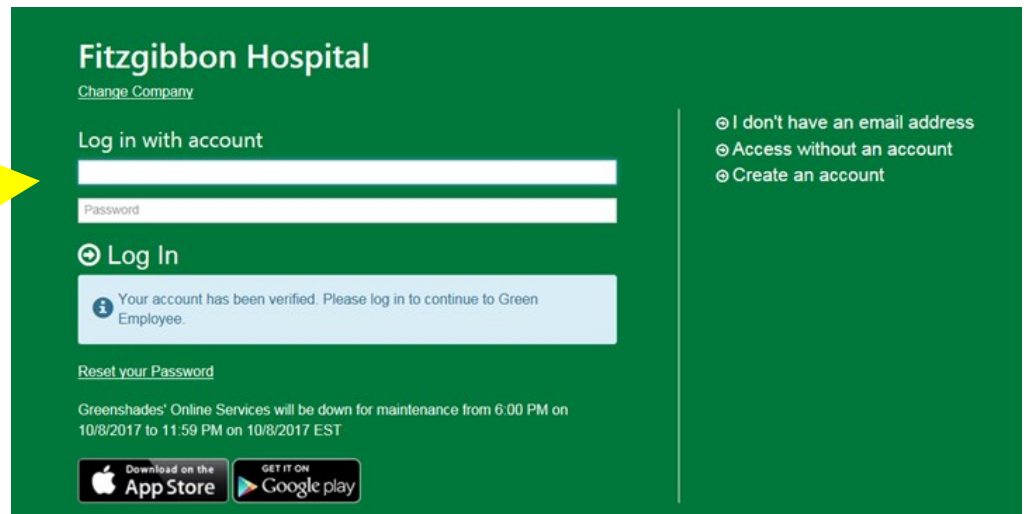 Fitzgibbon Hospital
Change Company
Log in with account
Password
Log In
Your account has been verified. Please log in to continue to Green
Employee.
Reset your Password
Greenshades' Online Services will be down for maintenance from 6:00 PM on
10/8/2017 to 11:59 PM on 10/8/2017 EST
Download on the
App Store
GET IT ON
Google play
I don't have an email address
Access without an account
Create an account